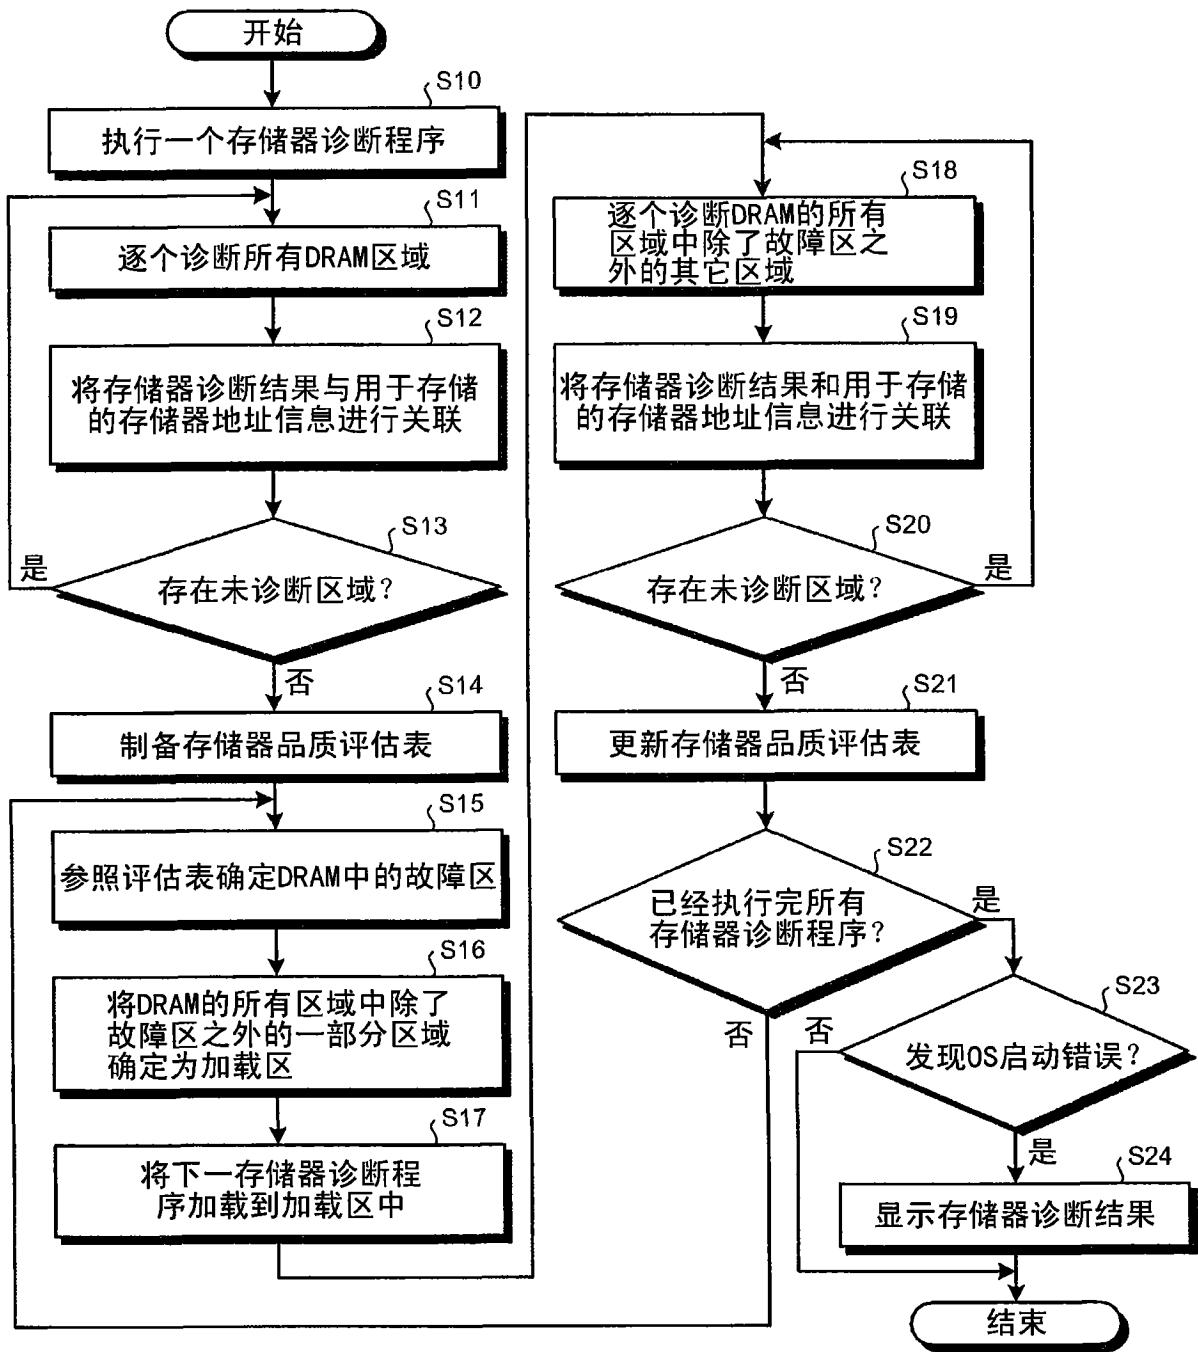 开始
S10
执行一个存储器诊断程序
S11
逐个诊断所有DRAM区域
S12
将存储器诊断结果与用于存储
的存储器地址信息进行关联
S13
存在未诊断区域?
是
否
S14
制备存储器品质评估表
S15
参照评估表确定DRAM中的故障区
S16
将DRAM的所有区域中除了
故障区之外的一部分区域
确定为加载区
S17
将下一存储器诊断程
序加载到加载区中
S18
逐个诊断DRAM的所有
区域中除了故障区之
外的其它区域
S19
将存储器诊断结果和用于存储
的存储器地址信息进行关联
S20
存在未诊断区域?
是
否
S21
更新存储器品质评估表
S22
已经执行完所有
存储器诊断程序?
是
否
S23
发现OS启动错误?
否
是
S24
显示存储器诊断结果
结束